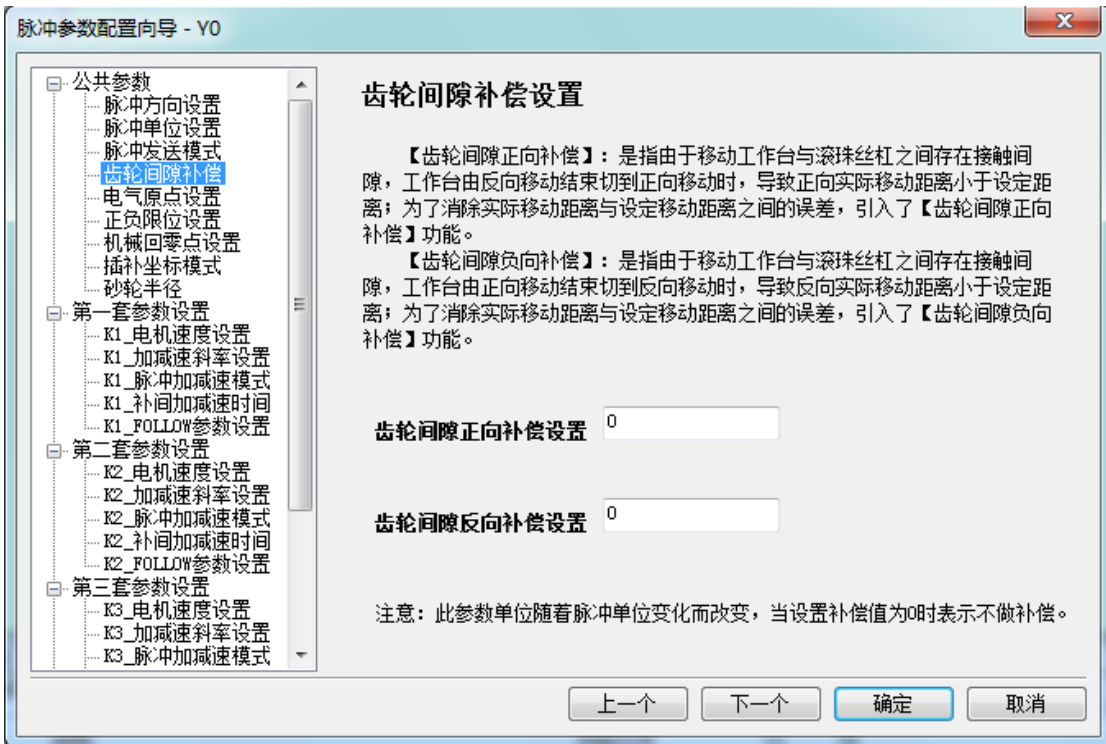 脉冲参数配置向导 - Y0
公共参数
脉冲方向设置
脉冲单位设置
脉冲发送模式
齿轮间隙补偿
电气原点设置
正负限位设置
机械回零点设置
插补坐标模式
砂轮半径
第一套参数设置
K1_电机速度设置
K1_加减速斜率设置
K1_脉冲加减速模式
K1_补间加减速时间
K1_FOLLOW参数设置
第二套参数设置
K2_电机速度设置
K2_加减速斜率设置
K2_脉冲加减速模式
K2_补间加减速时间
K2_FOLLOW参数设置
第三套参数设置
K3_电机速度设置
K3_加减速斜率设置
K3_脉冲加减速模式
齿轮间隙补偿设置
【齿轮间隙正向补偿】：是指由于移动工作台与滚珠丝杠之间存在接触间
隙，工作台由反向移动结束切到正向移动时，导致正向实际移动距离小于设定距
离；为了消除实际移动距离与设定移动距离之间的误差，引入了【齿轮间隙正向
补偿】功能。
【齿轮间隙负向补偿】：是指由于移动工作台与滚珠丝杠之间存在接触间
隙，工作台由正向移动结束切到反向移动时，导致反向实际移动距离小于设定距
离；为了消除实际移动距离与设定移动距离之间的误差，引入了【齿轮间隙负向
补偿】功能。
齿轮间隙正向补偿设置 0
齿轮间隙反向补偿设置 0
注意：此参数单位随着脉冲单位变化而改变，当设置补偿值为0时表示不做补偿。
上一个 下一个 确定 取消